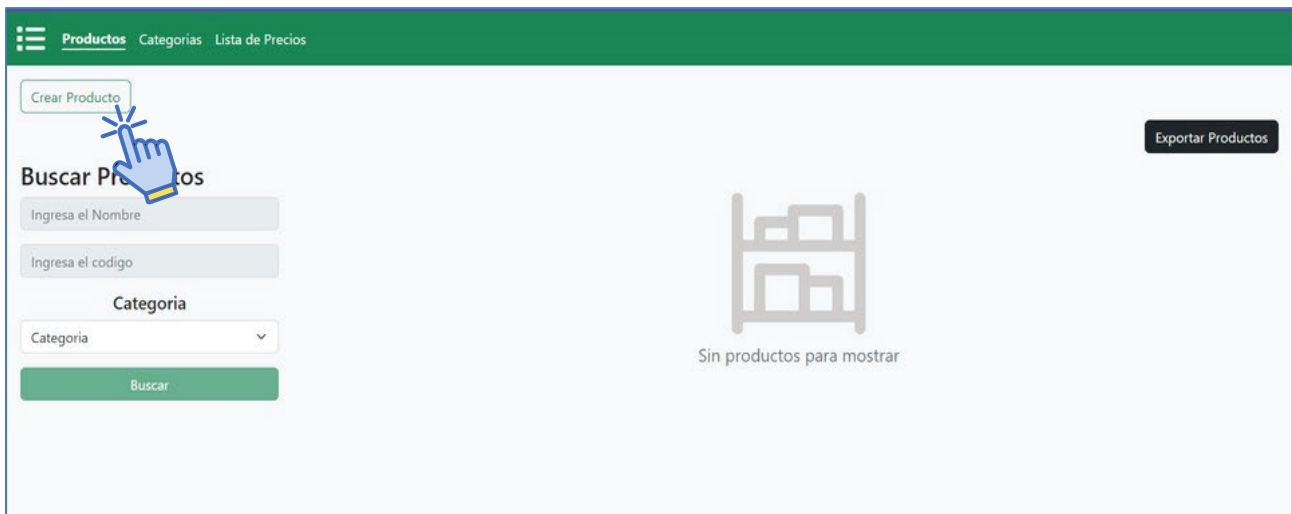 Productos Categorias Lista de Precios
Crear Producto
Exportar Productos
Buscar Pr tos
Ingresa el Nombre
Ingresa el codigo
Categoria
Categoria
Buscar
Sin productos para mostrar